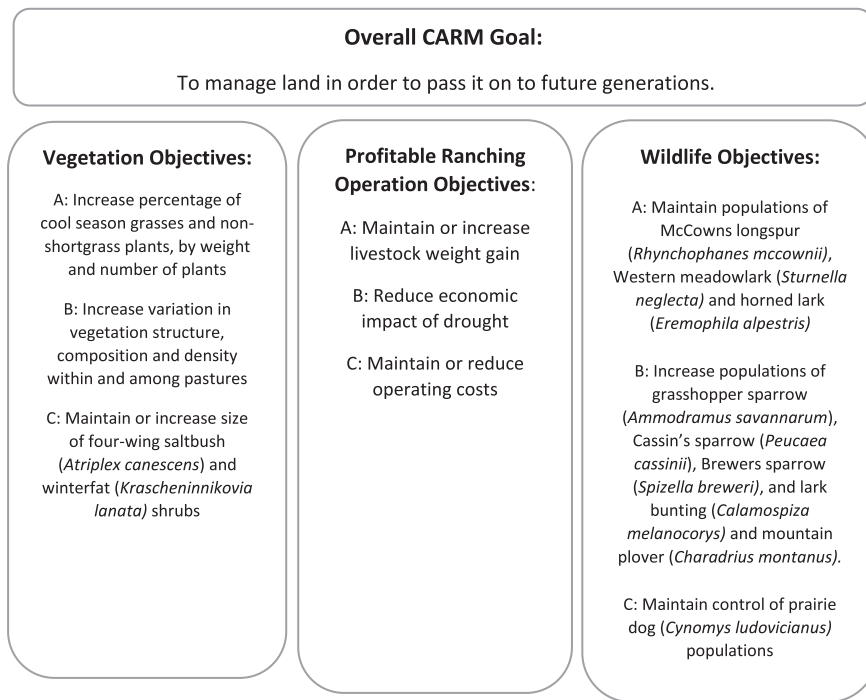 Overall CARM Goal:
To manage land in order to pass it on to future generations.
Vegetation Objectives:
A: Increase percentage of
cool season grasses and non-
shortgrass plants, by weight
and number of plants
B: Increase variation in
vegetation structure,
composition and density
within and among pastures
C: Maintain or increase size
of four-wing saltbush
(Atriplex canescens) and
winterfat (Krascheninnikovia
lanata) shrubs
Profitable Ranching
Operation Objectives:
A: Maintain or increase
livestock weight gain
B: Reduce economic
impact of drought
C: Maintain or reduce
operating costs
Wildlife Objectives:
A: Maintain populations of
McCowns longspur
(Rhynchophanes mccownii),
Western meadowlark (Sturnella
neglecta) and horned lark
(Eremophila alpestris)
B: Increase populations of
grasshopper sparrow
(Ammodramus savannarum),
Cassin's sparrow (Peucaea
cassinii), Brewers sparrow
(Spizella breweri), and lark
bunting (Calamospiza
melanocorys) and mountain
plover (Charadrius montanus).
C: Maintain control of prairie
dog (Cynomys ludovicianus)
populations